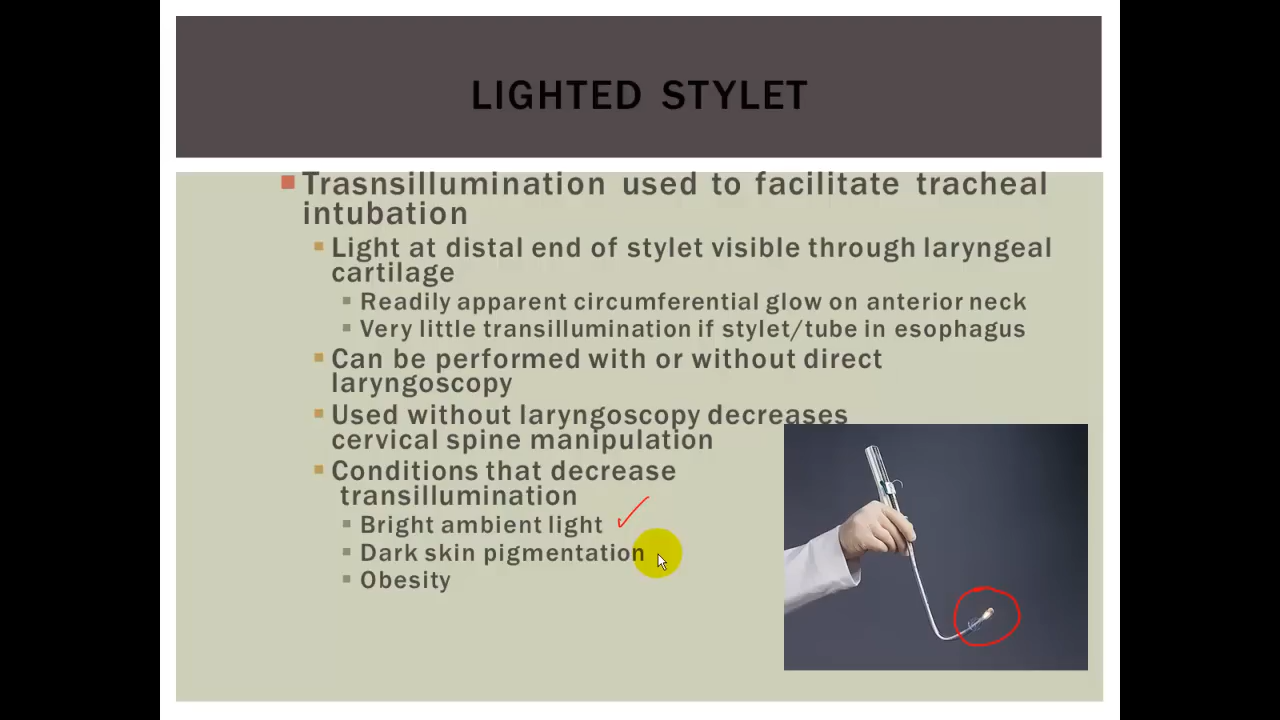 LIGHTED STYLET
Trasnsillumination used to facilitate tracheal
intubation
Light at distal end of stylet visible through laryngeal
cartilage
Readily apparent circumferential glow on anterior neck
Very little transillumination if stylet/tube in esophagus
Can be performed with or without direct
laryngoscopy
Used without laryngoscopy decreases
cervical spine manipulation
Conditions that decrease
transillumination
Bright ambient light
Dark skin pigmentation
Obesity